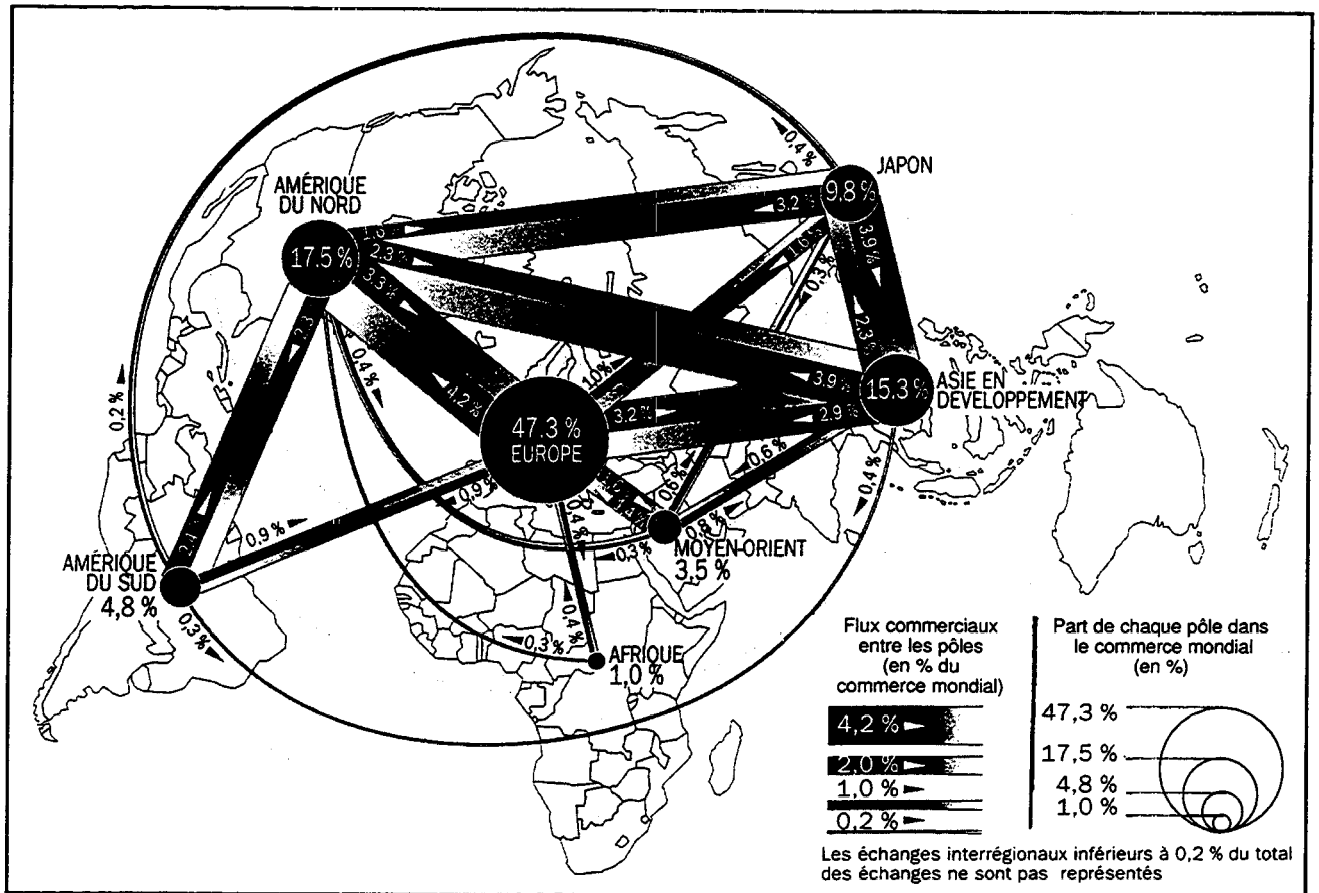 0,4 %
JAPON
AMÉRIQUE
DU NORD
9.8 %
3.2 %
1.6
3.9 %
17.5 %
2.3 %
3.3 %
1.6 %
0,3 %
2.3
2.3
0,4 %
1.0 %
3.9 %
15.3 %
ASIE EN
DÉVELOPPEMENT
4.2 %
3.2 %
2.9 %
0,2 %
47.3 %
EUROPE
0,6 %
0,6 %
0,4 %
0,9 %
0,4 %
0,8 %
0,9 %
0,3 %
MOYEN-ORIENT
3,5 %
AMÉRIQUE
DU SUD
4,8 %
0,3 %
0,4 %
0,3 %
AFRIQUE
1,0 %
Flux commerciaux
entre les pôles
(en % du
commerce mondial)
4,2 %
2,0 %
1,0 %
0,2 %
Part de chaque pôle dans
le commerce mondial
(en %)
47,3 %
17,5 %
4,8 %
1,0 %
Les échanges interrégionaux inférieurs à 0,2 % du total
des échanges ne sont pas représentés